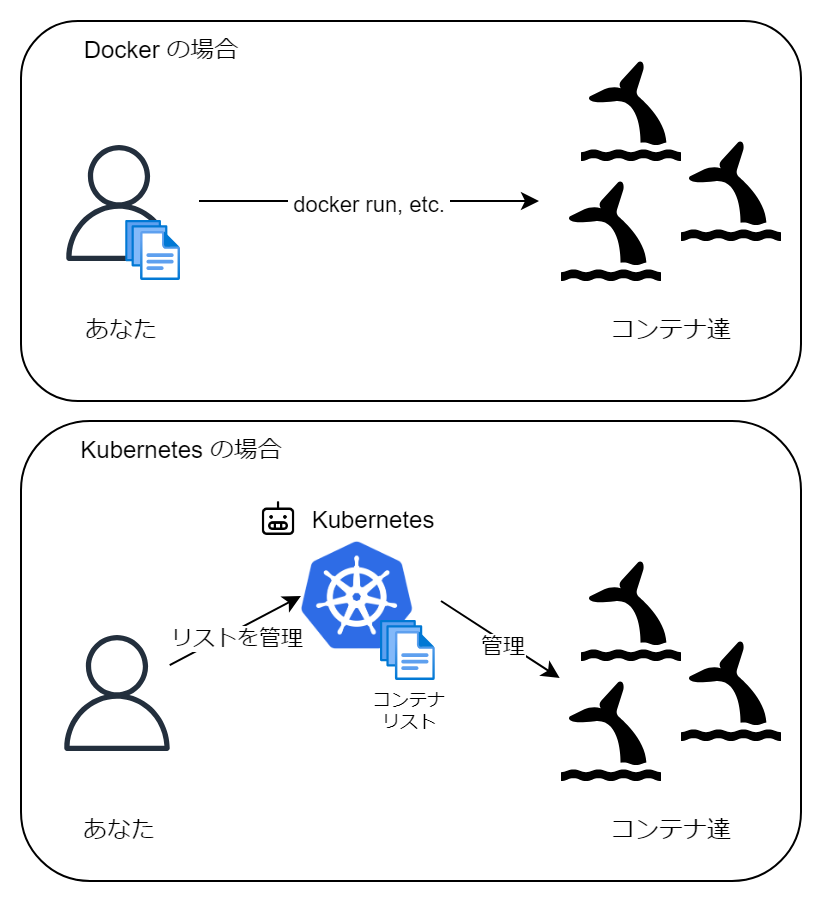 Docker の場合
docker run, etc.
あなた
コンテナ達
Kubernetes の場合
Kubernetes
リストを管理
管理
コンテナ
リスト
あなた
コンテナ達